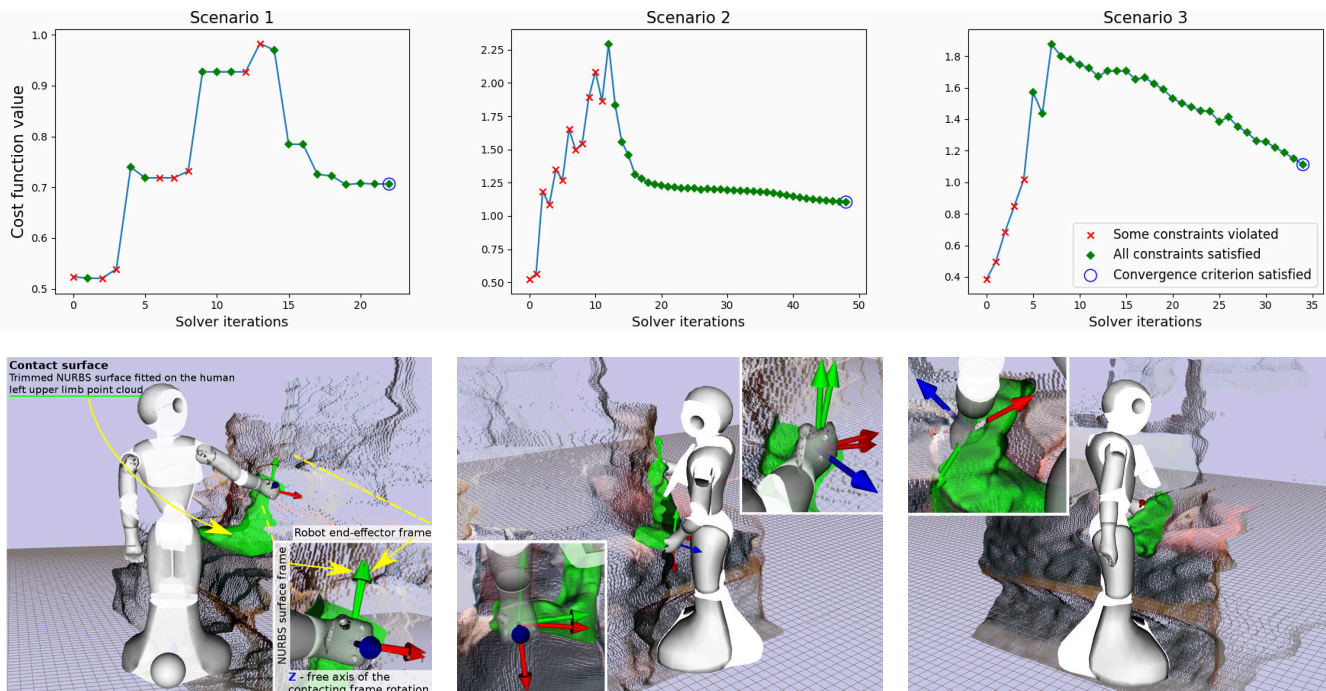 Scenario 1
Scenario 2
Scenario 3
Cost function value
1.0
0.9
0.8
0.7
0.6
0.5
0
5
10
15
20
Solver iterations
2.25
2.00
1.75
1.50
1.25
1.00
0.75
0.50
0
10
20
30
40
50
Solver iterations
1.8
1.6
1.4
1.2
1.0
0.8
0.6
0.4
0
5
10
15
20
25
30
35
Solver iterations
Some constraints violated
All constraints satisfied
Convergence criterion satisfied
Contact surface
Trimmed NURBS surface fitted on the human
left upper limb point cloud
Robot end-effector frame
NURBS surface frame
Z - free axis of the
contacting frame rotation